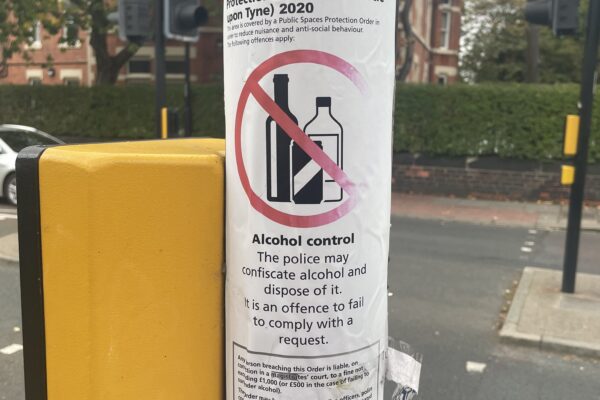 upon Tyne) 2020
This area is covered by a Public Spaces Protection Order in
order to reduce nuisance and anti-social behaviour.
The following offences apply:
Alcohol control
The police may
confiscate alcohol and
dispose of it.
It is an offence to fail
to comply with a
request.
Any person breaching this Order is liable, on
in a magistrates' court, to a fine not
£1,000 (or £500 in the case of failing to
alcohol).